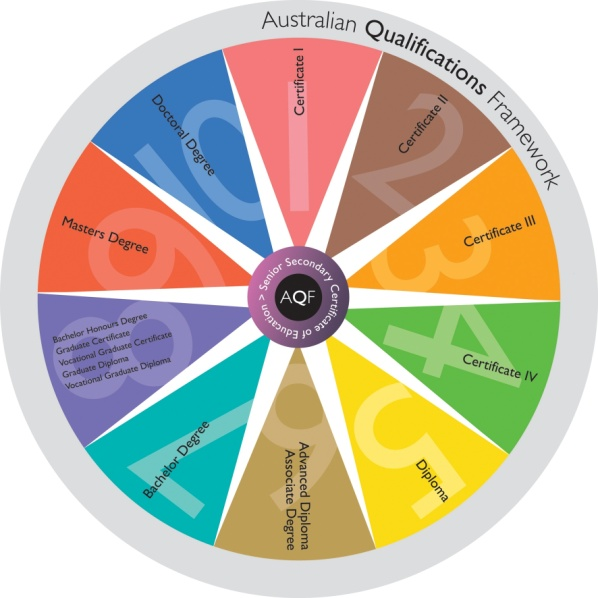 Australian Qualifications Framework
Certificate I
1
Certificate II
2
Certificate III
3
Certificate IV
4
Diploma
5
Advanced Diploma
Associate Degree
6
Bachelor Degree
7
Bachelor Honours Degree
Graduate Certificate
Vocational Graduate Certificate
Graduate Diploma
Vocational Graduate Diploma
8
Masters Degree
9
Doctoral Degree
10
Senior Secondary Certificate of Education >
AQF